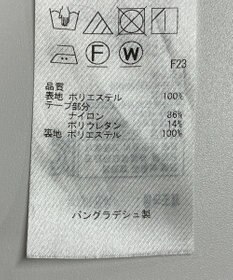 F
W
F23
品質
表地 ポリエステル 100%
テープ部分
ナイロン 86%
ポリウレタン 14%
裏地 ポリエステル 100%
バングラデシュ製